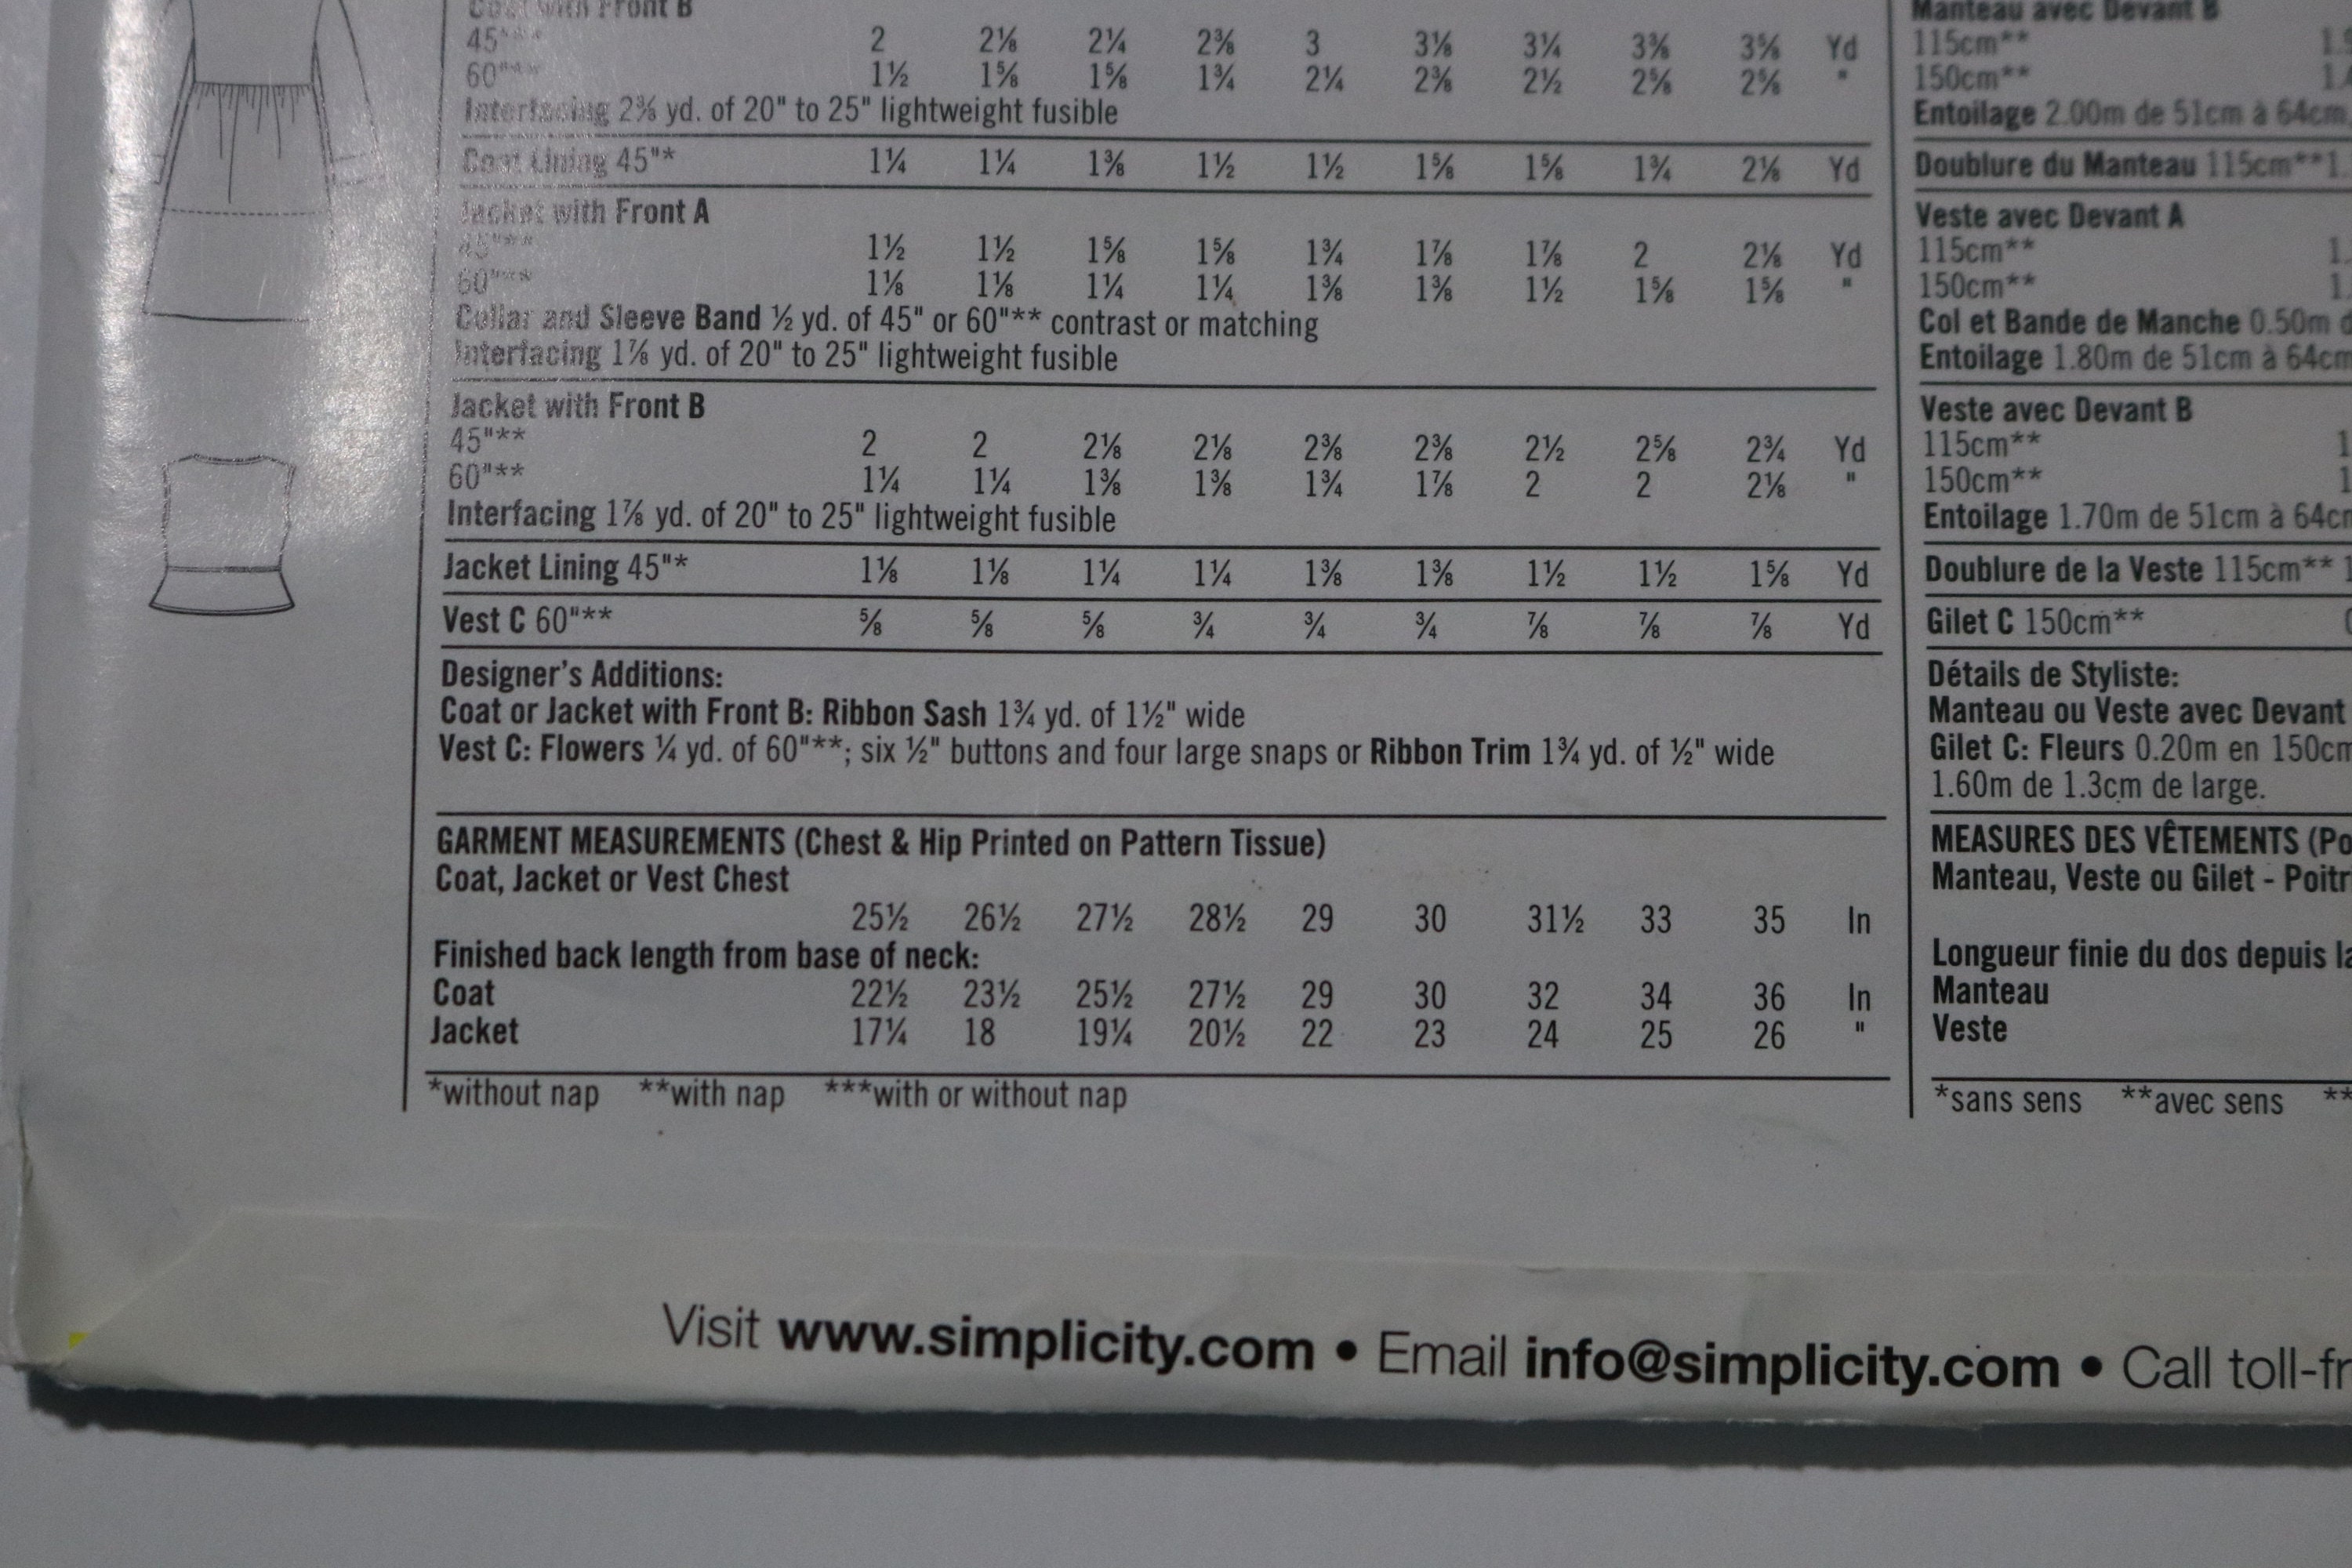 Coat with Front B
45"** 2 2⅛ 2¼ 2⅜ 3 3⅛ 3¼ 3⅜ 3⅝ Yd
60"** 1½ 1⅝ 1⅝ 1¾ 2¼ 2⅜ 2½ 2⅝ 2⅝ "
Interfacing 2⅜ yd. of 20" to 25" lightweight fusible
Coat Lining 45"* 1¼ 1¼ 1⅜ 1½ 1½ 1⅝ 1⅝ 1¾ 2⅛ Yd
Jacket with Front A
45"** 1½ 1½ 1⅝ 1⅝ 1¾ 1⅞ 1⅞ 2 2⅛ Yd
60"** 1⅛ 1⅛ 1¼ 1¼ 1⅜ 1⅜ 1½ 1⅝ 1⅝ "
Collar and Sleeve Band ½ yd. of 45" or 60"** contrast or matching
Interfacing 1⅞ yd. of 20" to 25" lightweight fusible
Jacket with Front B
45"** 2 2 2⅛ 2⅛ 2⅜ 2⅜ 2½ 2⅝ 2¾ Yd
60"** 1¼ 1¼ 1⅜ 1⅜ 1¾ 1⅞ 2 2 2⅛ "
Interfacing 1⅞ yd. of 20" to 25" lightweight fusible
Jacket Lining 45"* 1⅛ 1⅛ 1¼ 1¼ 1⅜ 1⅜ 1½ 1½ 1⅝ Yd
Vest C 60"** ⅝ ⅝ ⅝ ¾ ¾ ¾ ⅞ ⅞ ⅞ Yd
Designer's Additions:
Coat or Jacket with Front B: Ribbon Sash 1¾ yd. of 1½" wide
Vest C: Flowers ¼ yd. of 60"**; six ½" buttons and four large snaps or Ribbon Trim 1¾ yd. of ½" wide
GARMENT MEASUREMENTS (Chest & Hip Printed on Pattern Tissue)
Coat, Jacket or Vest Chest
25½ 26½ 27½ 28½ 29 30 31½ 33 35 In
Finished back length from base of neck:
Coat 22½ 23½ 25½ 27½ 29 30 32 34 36 In
Jacket 17¼ 18 19¼ 20½ 22 23 24 25 26 "
*without nap **with nap ***with or without nap
Manteau avec Devant B
115cm**
150cm**
Entoilage 2.00m de 51cm à 64cm
Doublure du Manteau 115cm** 1.
Veste avec Devant A
115cm** 1.
150cm** 1
Col et Bande de Manche 0.50m
Entoilage 1.80m de 51cm à 64cm
Veste avec Devant B
115cm** 1
150cm** 1
Entoilage 1.70m de 51cm à 64cm
Doublure de la Veste 115cm** 1
Gilet C 150cm**
Détails de Styliste:
Manteau ou Veste avec Devant
Gilet C: Fleurs 0.20m en 150cm
1.60m de 1.3cm de large.
MEASURES DES VÊTEMENTS (Po
Manteau, Veste ou Gilet - Poitr
Longueur finie du dos depuis la
Manteau
Veste
*sans sens **avec sens **
Visit www.simplicity.com • Email info@simplicity.com • Call toll-fr